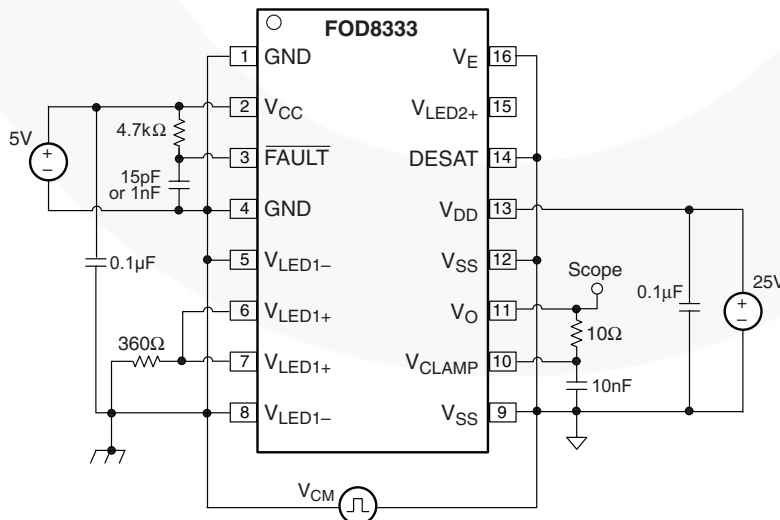 FOD8333
1 GND
2 VCC
3 FAULT
4 GND
5 VLED1–
6 VLED1+
7 VLED1+
8 VLED1–
VE 16
VLED2+ 15
DESAT 14
VDD 13
VSS 12
VO 11
VCLAMP 10
VSS 9
5V
+
–
4.7kΩ
15pF
or 1nF
0.1µF
360Ω
Scope
10Ω
10nF
0.1µF
25V
+
–
VCM